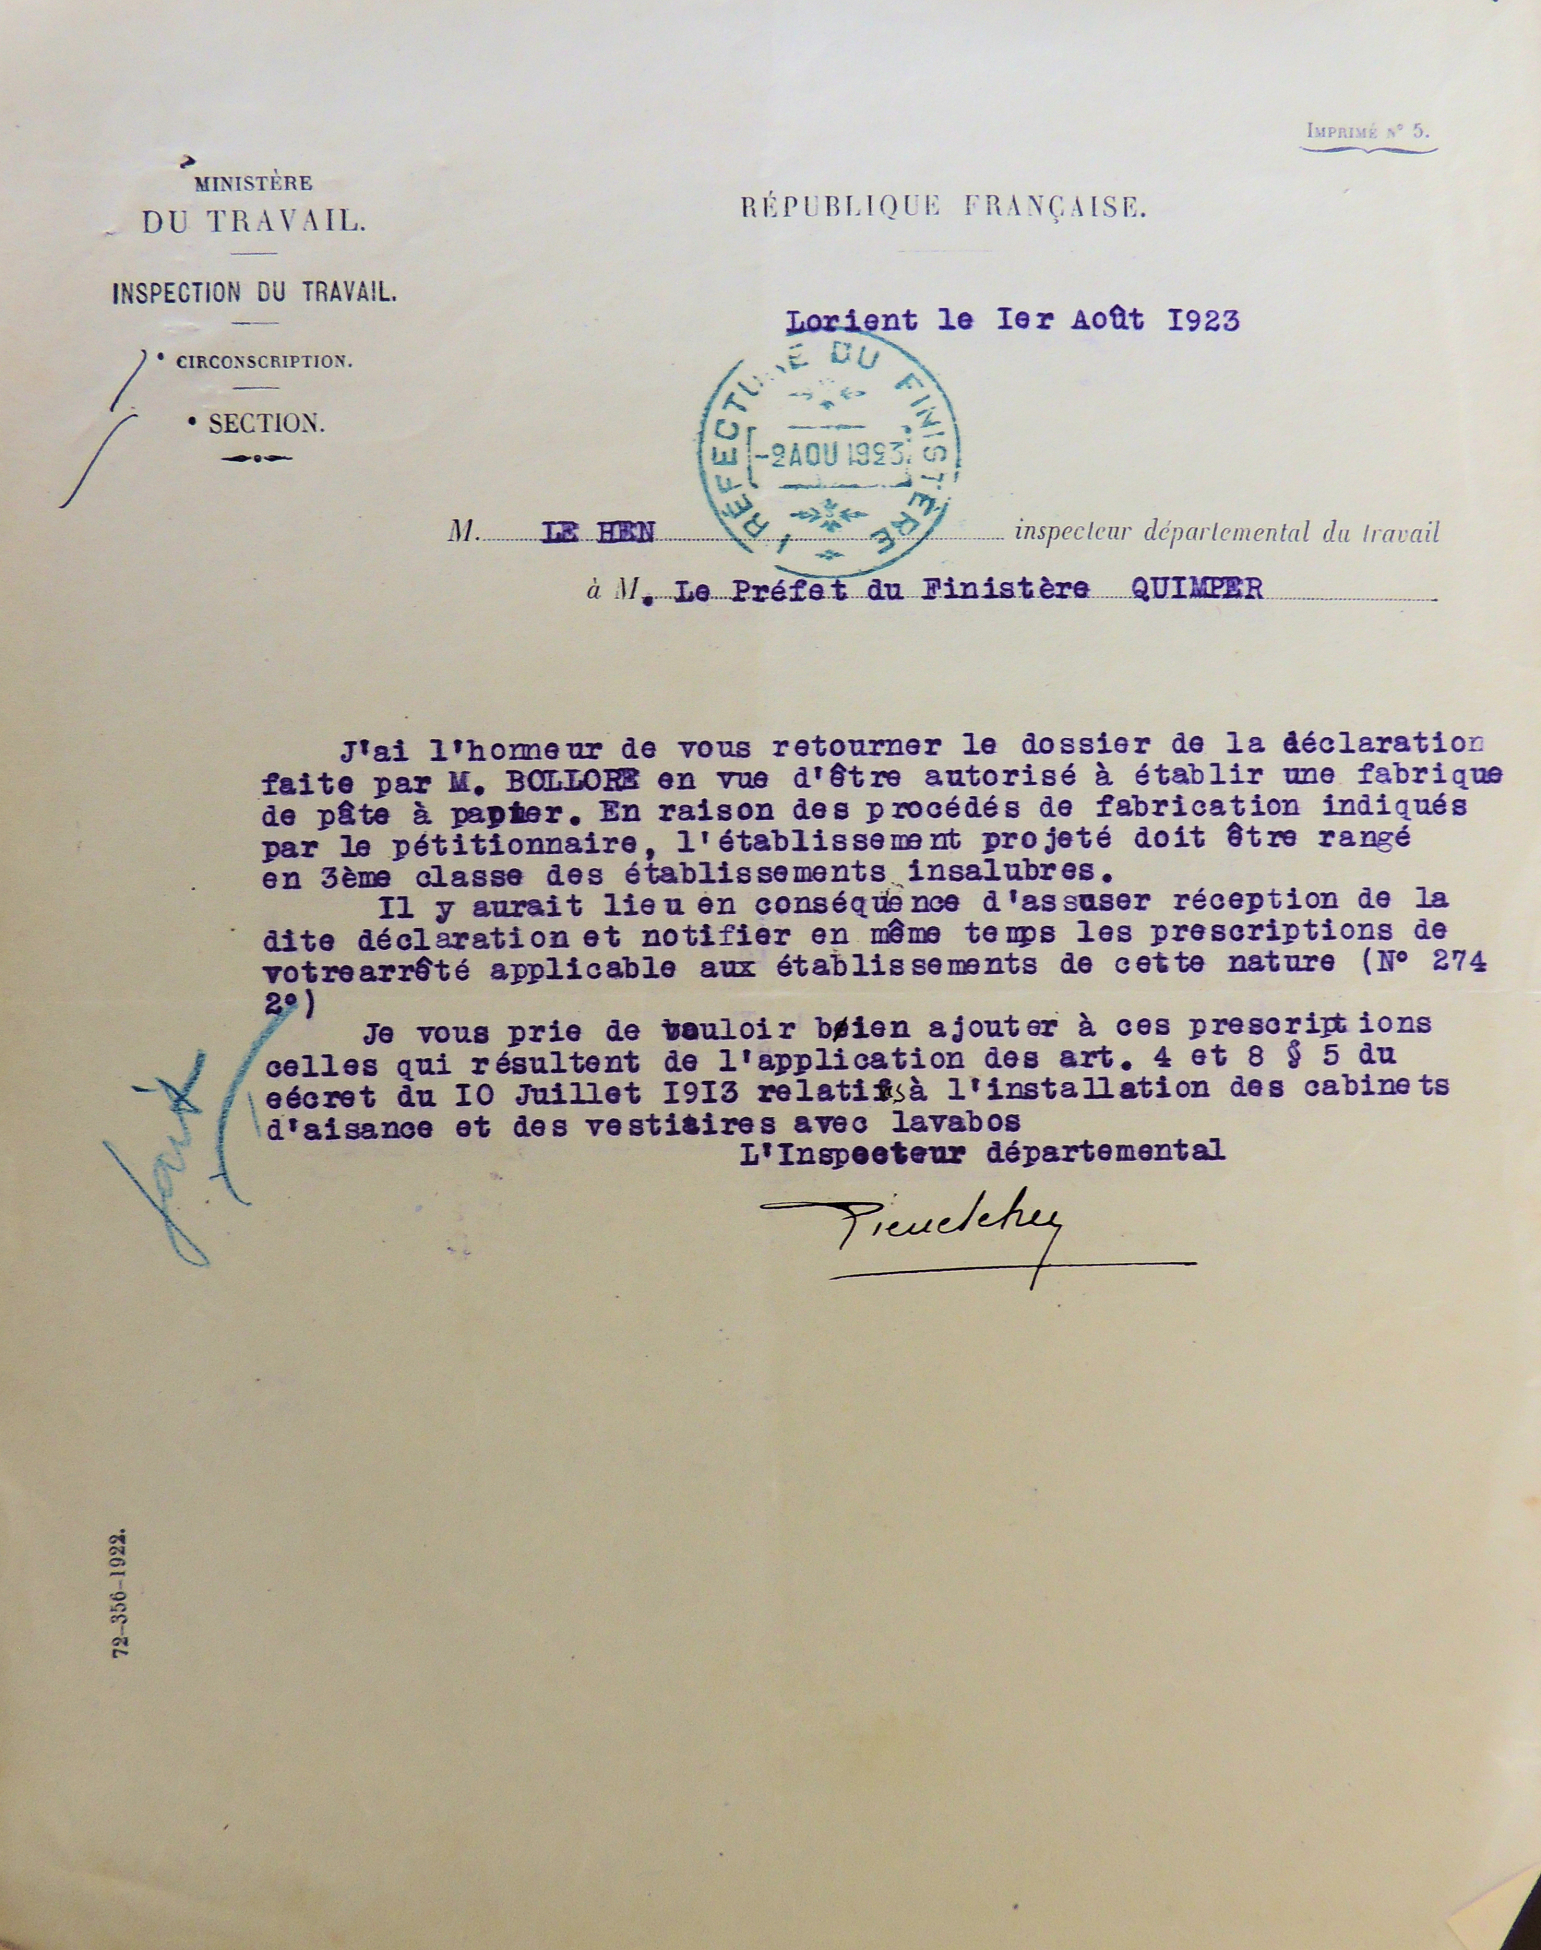 IMPRIMÉ N° 5.
MINISTÈRE
DU TRAVAIL.
RÉPUBLIQUE FRANÇAISE.
INSPECTION DU TRAVAIL.
Lorient le Ier Août I923
° CIRCONSCRIPTION.
° SECTION.
PRÉFECTURE DU FINISTÈRE
-2 AOU 1923
M. LE HEN inspecteur départemental du travail
à M. Le Préfet du Finistère QUIMPER
J'ai l'honneur de vous retourner le dossier de la déclaration
faite par M. BOLLORE en vue d'être autorisé à établir une fabrique
de pâte à papier. En raison des procédés de fabrication indiqués
par le pétitionnaire, l'établissement projeté doit être rangé
en 3ème classe des établissements insalubres.
Il y aurait lieu en conséquence d'assuser réception de la
dite déclaration et notifier en même temps les prescriptions de
votrearrêté applicable aux établissements de cette nature (N° 274
2°)
Je vous prie de vouloir bien ajouter à ces prescriptions
celles qui résultent de l'application des art. 4 et 8 § 5 du
eécret du IO Juillet I9I3 relatifs à l'installation des cabinets
d'aisance et des vestiaires avec lavabos
L'Inspecteur départemental
72-356-1922.